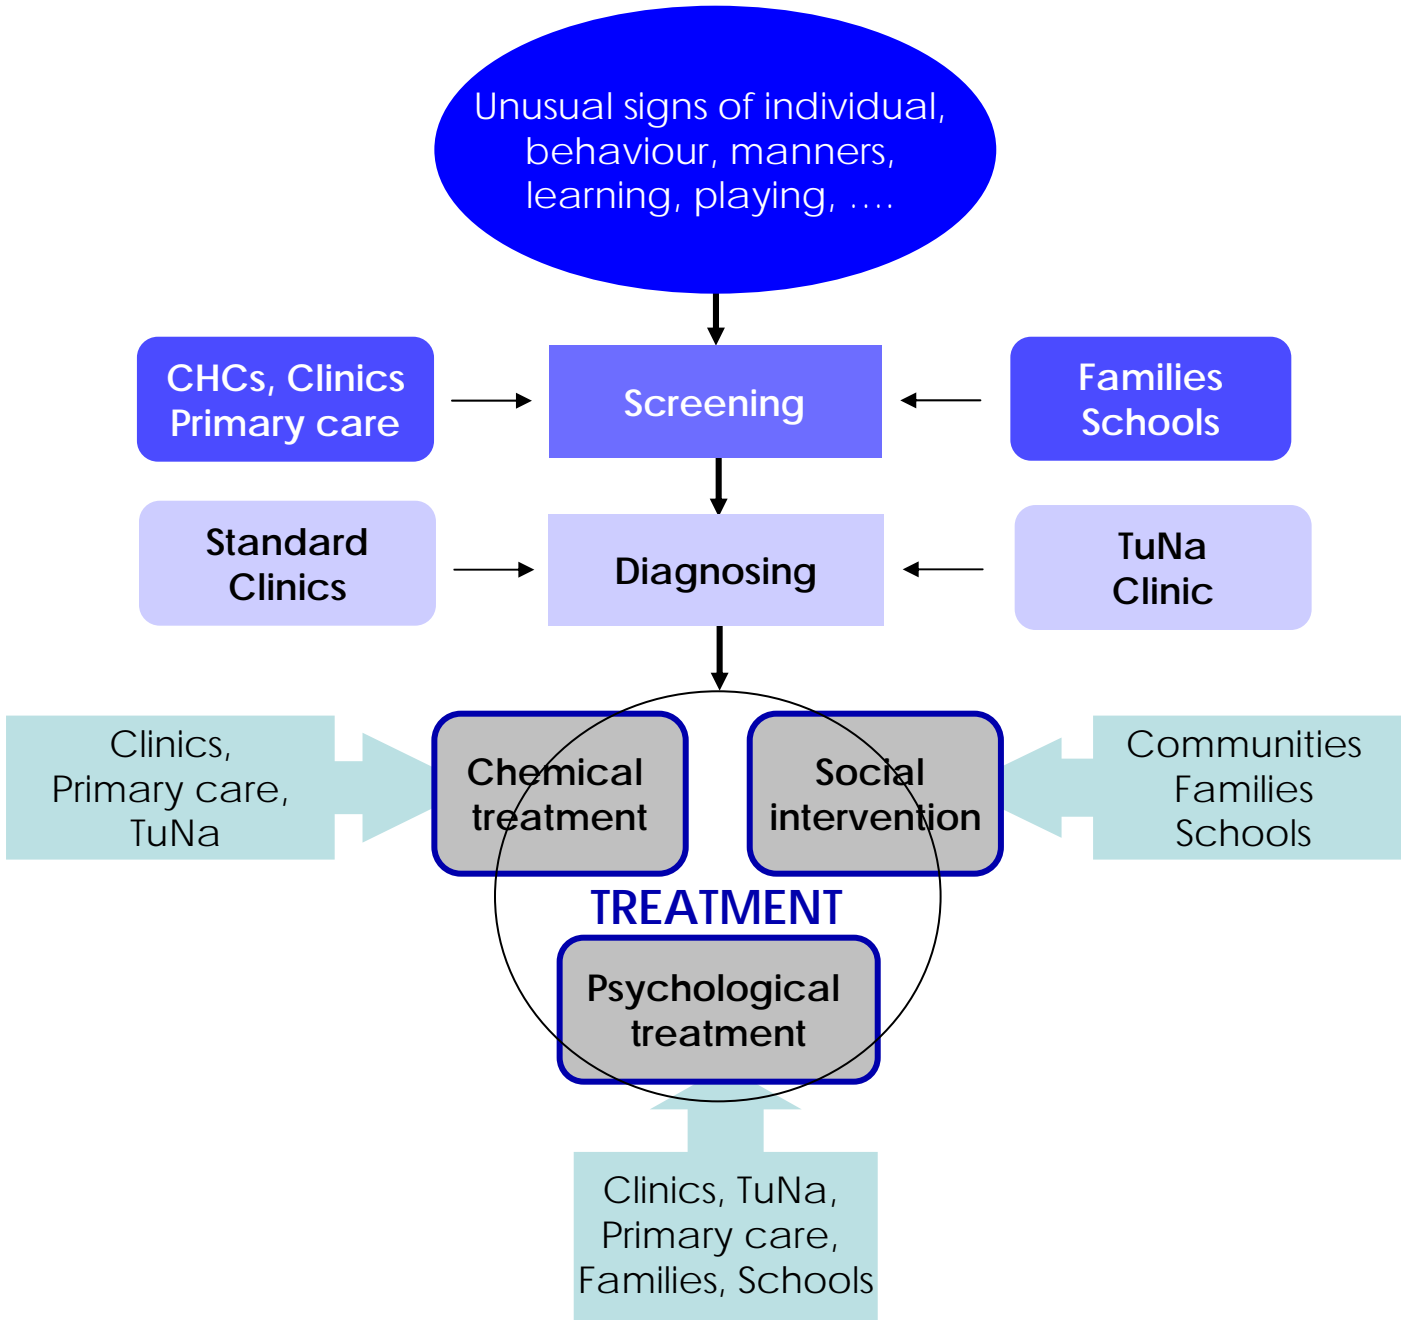 Unusual signs of individual,
behaviour, manners,
learning, playing, ....
CHCs, Clinics
Primary care
Screening
Families
Schools
Standard
Clinics
Diagnosing
TuNa
Clinic
Clinics,
Primary care,
TuNa
Chemical
treatment
Social
intervention
Communities
Families
Schools
TREATMENT
Psychological
treatment
Clinics, TuNa,
Primary care,
Families, Schools